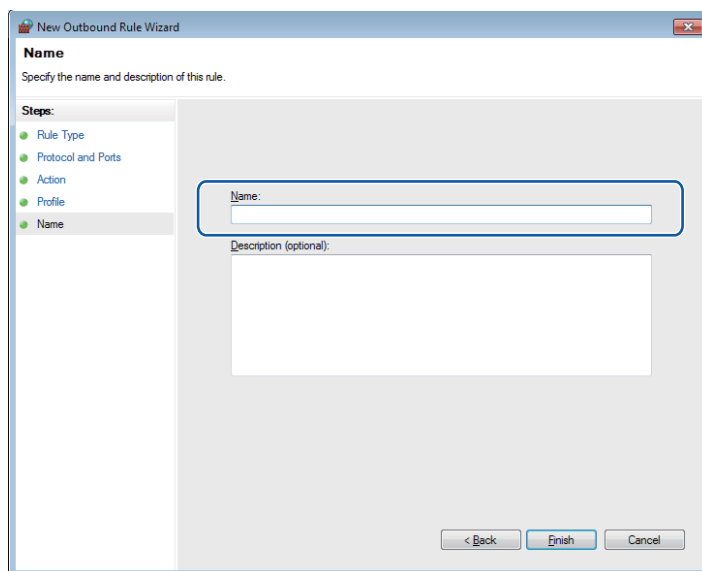 New Outbound Rule Wizard
Name
Specify the name and description of this rule.
Steps:
Rule Type
Protocol and Ports
Action
Profile
Name
Name:
Description (optional):
< Back
Finish
Cancel